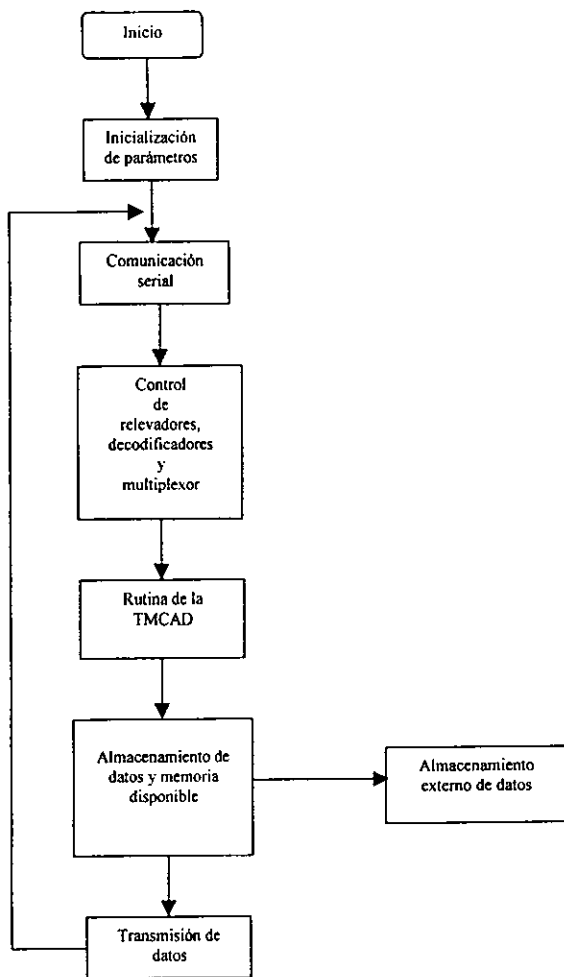 Inicio
Inicialización
de parámetros
Comunicación
serial
Control
de
relevadores,
decodificadores
y
multiplexor
Rutina de la
TMCAD
Almacenamiento de
datos y memoria
disponible
Almacenamiento
externo de datos
Transmisión de
datos